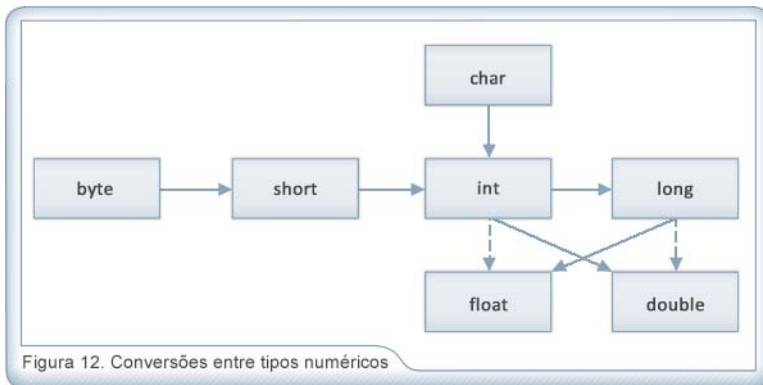 char
byte
short
int
long
float
double
Figura 12. Conversões entre tipos numéricos